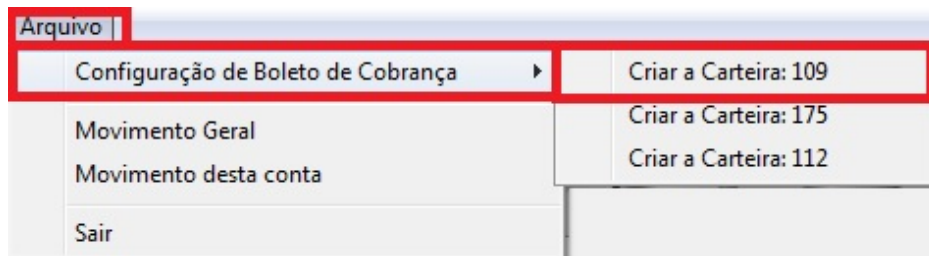 Arquivo
Configuração de Boleto de Cobrança
Criar a Carteira: 109
Criar a Carteira: 175
Criar a Carteira: 112
Movimento Geral
Movimento desta conta
Sair